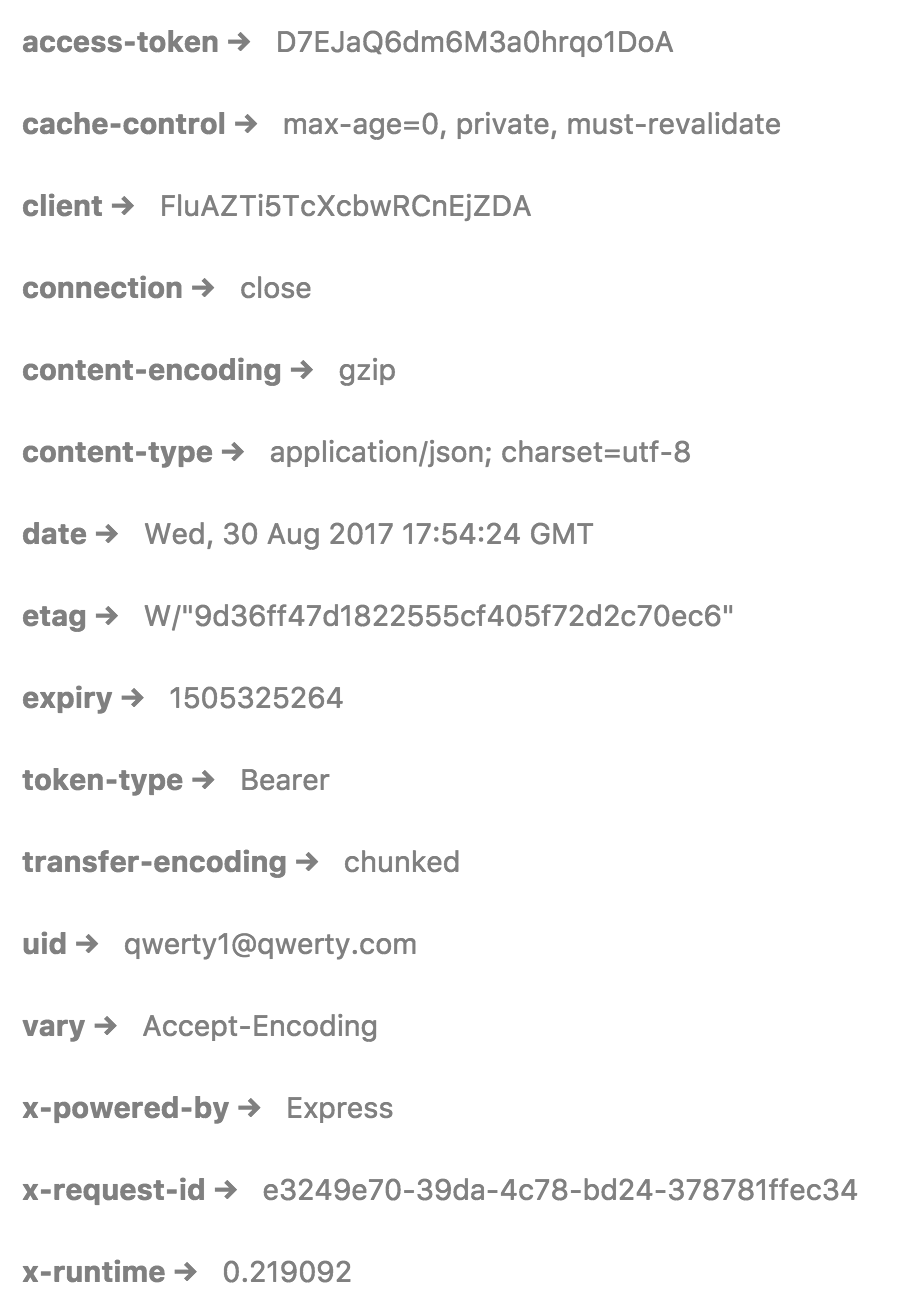 access-token → D7EJaQ6dm6M3a0hrqo1DoA
cache-control → max-age=0, private, must-revalidate
client → FluAZTi5TcXcbwRCnEjZDA
connection → close
content-encoding → gzip
content-type → application/json; charset=utf-8
date → Wed, 30 Aug 2017 17:54:24 GMT
etag → W/"9d36ff47d1822555cf405f72d2c70ec6"
expiry → 1505325264
token-type → Bearer
transfer-encoding → chunked
uid → qwerty1@qwerty.com
vary → Accept-Encoding
x-powered-by → Express
x-request-id → e3249e70-39da-4c78-bd24-378781ffec34
x-runtime → 0.219092